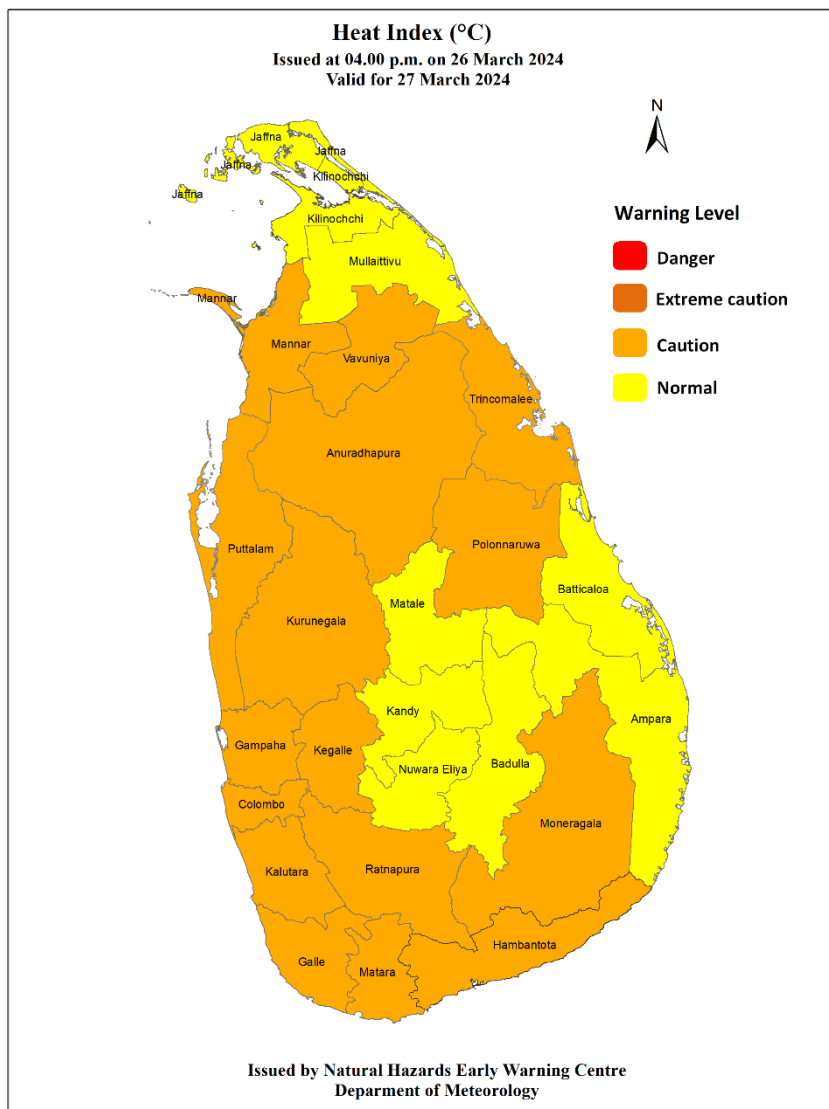 Heat Index (°C)
Issued at 04.00 p.m. on 26 March 2024
Valid for 27 March 2024
N
Jaffna
Jaffna
Jaffna
Kilinochchi
Jaffna
Kilinochchi
Mullaittivu
Mannar
Mannar
Vavuniya
Trincomalee
Anuradhapura
Puttalam
Polonnaruwa
Batticaloa
Matale
Kurunegala
Kandy
Ampara
Gampaha
Kegalle
Nuwara Eliya
Badulla
Colombo
Moneragala
Kalutara
Ratnapura
Hambantota
Galle
Matara
Warning Level
Danger
Extreme caution
Caution
Normal
Issued by Natural Hazards Early Warning Centre
Deparment of Meteorology